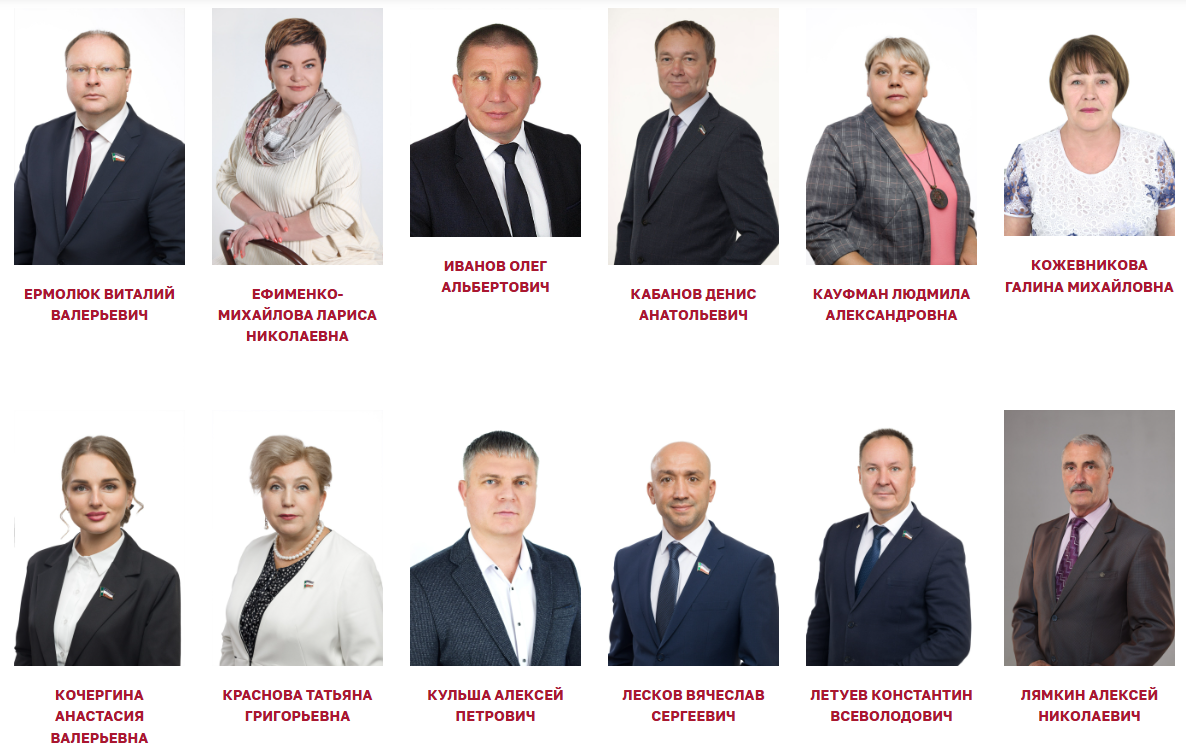 ЕРМОЛЮК ВИТАЛИЙ
ВАЛЕРЬЕВИЧ
ЕФИМЕНКО-
МИХАЙЛОВА ЛАРИСА
НИКОЛАЕВНА
ИВАНОВ ОЛЕГ
АЛЬБЕРТОВИЧ
КАБАНОВ ДЕНИС
АНАТОЛЬЕВИЧ
КАУФМАН ЛЮДМИЛА
АЛЕКСАНДРОВНА
КОЖЕВНИКОВА
ГАЛИНА МИХАЙЛОВНА
КОЧЕРГИНА
АНАСТАСИЯ
ВАЛЕРЬЕВНА
КРАСНОВА ТАТЬЯНА
ГРИГОРЬЕВНА
КУЛЬША АЛЕКСЕЙ
ПЕТРОВИЧ
ЛЕСКОВ ВЯЧЕСЛАВ
СЕРГЕЕВИЧ
ЛЕТУЕВ КОНСТАНТИН
ВСЕВОЛОДОВИЧ
ЛЯМКИН АЛЕКСЕЙ
НИКОЛАЕВИЧ